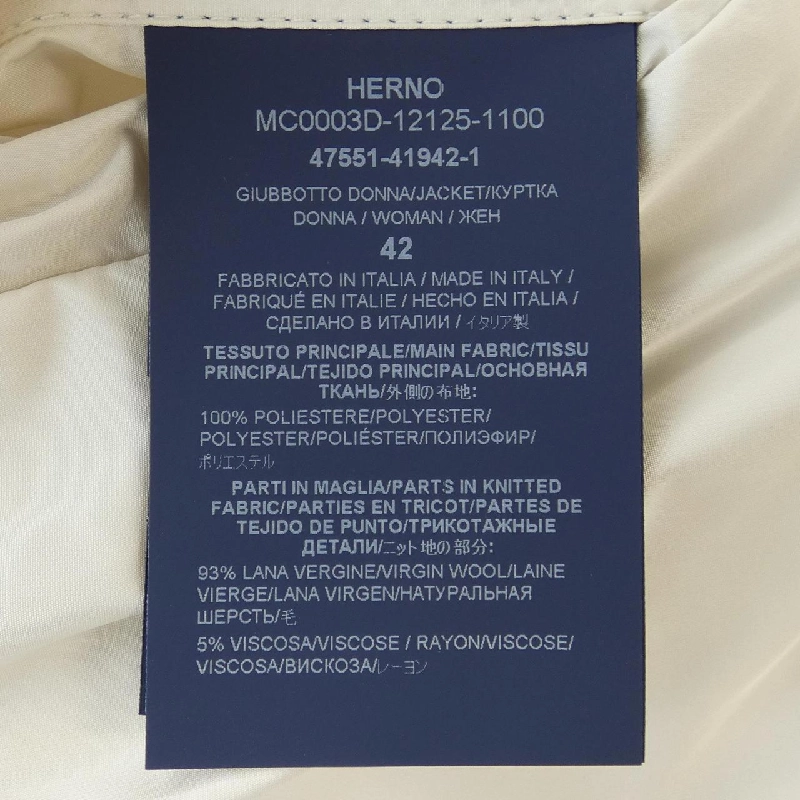 HERNO
MC0003D-12125-1100
47551-41942-1
GIUBBOTTO DONNA/JACKET/КУРТКА
DONNA / WOMAN / ЖЕН
42
FABBRICATO IN ITALIA / MADE IN ITALY /
FABRIQUÉ EN ITALIE / HECHO EN ITALIA /
СДЕЛАНО В ИТАЛИИ / イタリア製
TESSUTO PRINCIPALE/MAIN FABRIC/TISSU
PRINCIPAL/TEJIDO PRINCIPAL/ОСНОВНАЯ
ТКАНЬ/外側の布地:
100% POLIESTERE/POLYESTER/
POLYESTER/POLIÉSTER/ПОЛИЭФИР/
ポリエステル
PARTI IN MAGLIA/PARTS IN KNITTED
FABRIC/PARTIES EN TRICOT/PARTES DE
TEJIDO DE PUNTO/ТРИКОТАЖНЫЕ
ДЕТАЛИ/ニット地の部分:
93% LANA VERGINE/VIRGIN WOOL/LAINE
VIERGE/LANA VIRGEN/НАТУРАЛЬНАЯ
ШЕРСТЬ/毛
5% VISCOSA/VISCOSE / RAYON/VISCOSE/
VISCOSA/ВИСКОЗА/レーヨン